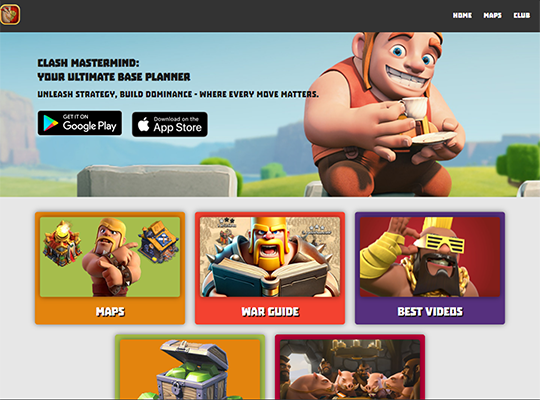 HOME MAPS CLUB
CLASH MASTERMIND:
YOUR ULTIMATE BASE PLANNER
UNLEASH STRATEGY, BUILD DOMINANCE - WHERE EVERY MOVE MATTERS.
GET IT ON
Google Play
Download on the
App Store
MAPS
WAR GUIDE
BEST VIDEOS